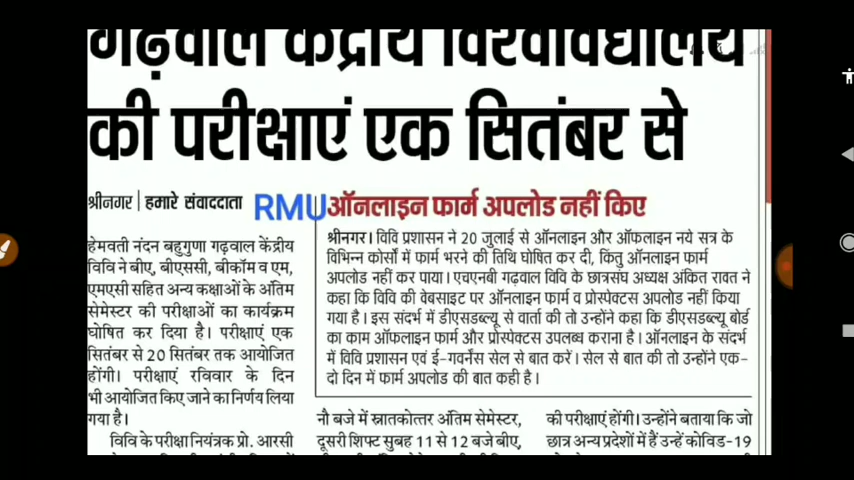 गढ़वाल केंद्रीय विश्वविद्यालय
की परीक्षाएं एक सितंबर से
श्रीनगर | हमारे संवाददाता
हेमवती नंदन बहुगुणा गढ़वाल केंद्रीय
विवि ने बीए, बीएससी, बीकॉम व एम,
एमएसी सहित अन्य कक्षाओं के अंतिम
सेमेस्टर की परीक्षाओं का कार्यक्रम
घोषित कर दिया है। परीक्षाएं एक
सितंबर से 20 सितंबर तक आयोजित
होंगी। परीक्षाएं रविवार के दिन
भी आयोजित किए जाने का निर्णय लिया
गया है।
विवि के परीक्षा नियंत्रक प्रो. आरसी
RMU
ऑनलाइन फार्म अपलोड नहीं किए
श्रीनगर। विवि प्रशासन ने 20 जुलाई से ऑनलाइन और ऑफलाइन नये सत्र के
विभिन्न कोर्सों में फार्म भरने की तिथि घोषित कर दी, किंतु ऑनलाइन फार्म
अपलोड नहीं कर पाया। एचएनबी गढ़वाल विवि के छात्रसंघ अध्यक्ष अंकित रावत ने
कहा कि विवि की वेबसाइट पर ऑनलाइन फार्म व प्रोस्पेक्टस अपलोड नहीं किया
गया है। इस संदर्भ में डीएसडब्ल्यू से वार्ता की तो उन्होंने कहा कि डीएसडब्ल्यू बोर्ड
का काम ऑफलाइन फार्म और प्रोस्पेक्टस उपलब्ध कराना है। ऑनलाइन के संदर्भ
में विवि प्रशासन एवं ई-गवर्नेंस सेल से बात करें। सेल से बात की तो उन्होंने एक-
दो दिन में फार्म अपलोड की बात कही है।
नौ बजे में स्नातकोत्तर अंतिम सेमेस्टर,
दूसरी शिफ्ट सुबह 11 से 12 बजे बीए,
की परीक्षाएं होंगी। उन्होंने बताया कि जो
छात्र अन्य प्रदेशों में हैं उन्हें कोविड-19